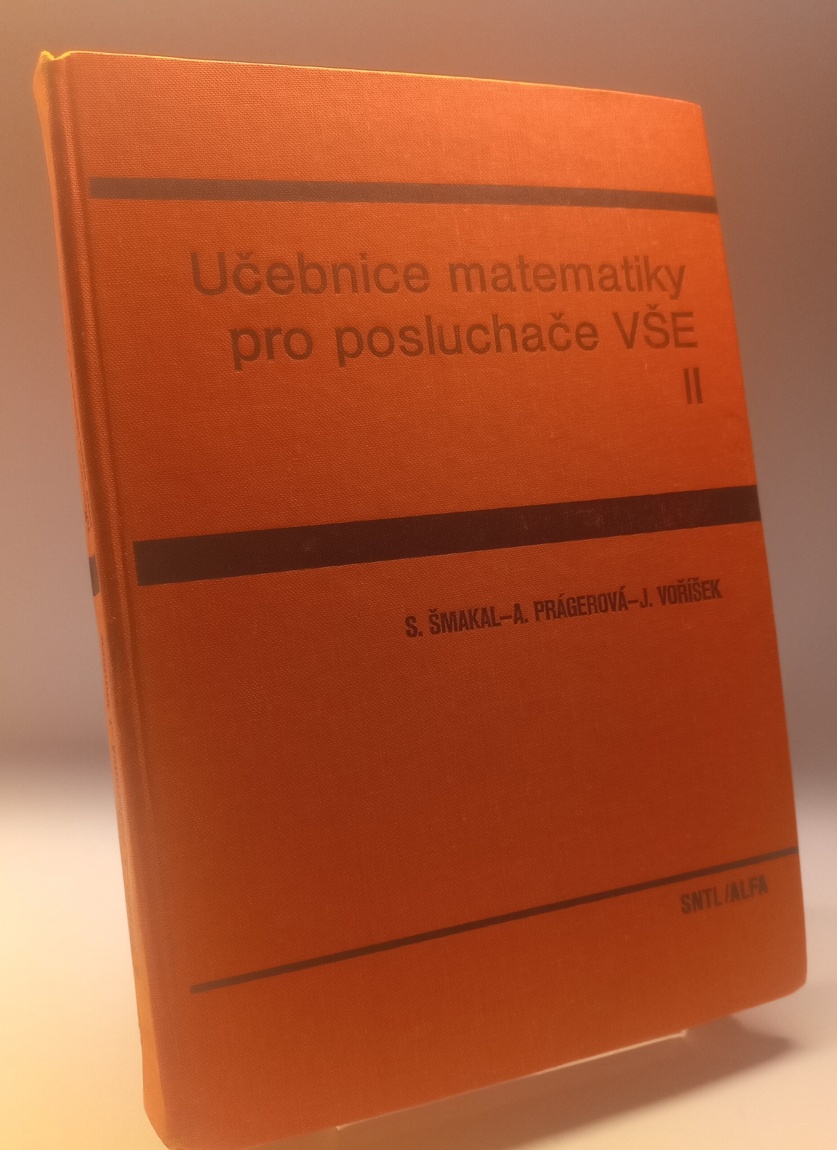 Učebnice matematiky
pro posluchače VŠE
II
S. ŠMAKAL–A. PRÁGEROVÁ–J. VOŘÍŠEK
SNTL/ALFA